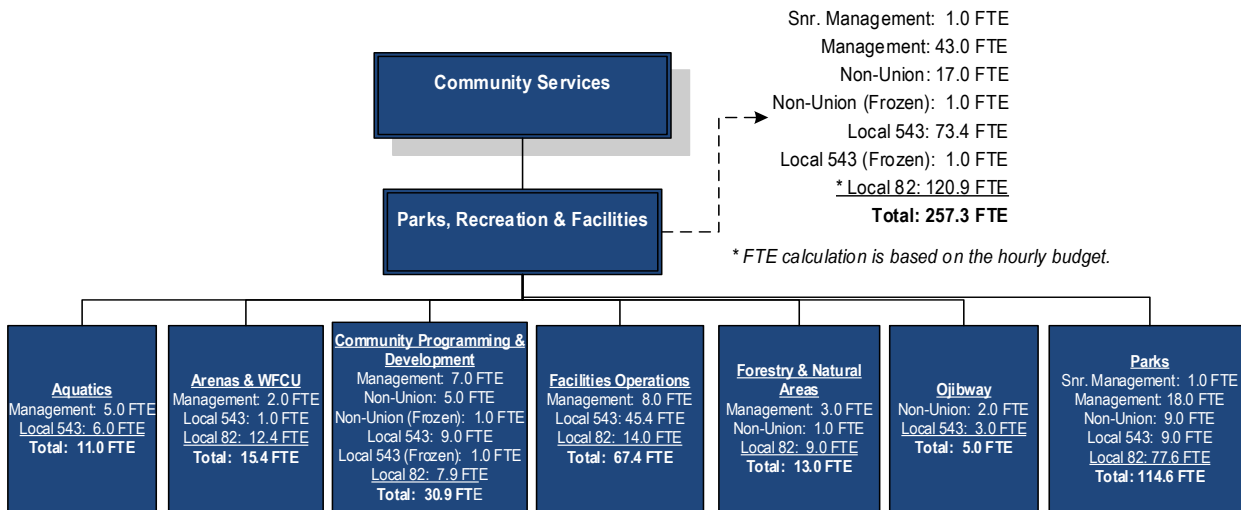 Community Services
Snr. Management: 1.0 FTE
Management: 43.0 FTE
Non-Union: 17.0 FTE
Non-Union (Frozen): 1.0 FTE
Local 543: 73.4 FTE
Local 543 (Frozen): 1.0 FTE
* Local 82: 120.9 FTE
Total: 257.3 FTE
* FTE calculation is based on the hourly budget.
Parks, Recreation & Facilities
Aquatics
Management: 5.0 FTE
Local 543: 6.0 FTE
Total: 11.0 FTE
Arenas & WFCU
Management: 2.0 FTE
Local 543: 1.0 FTE
Local 82: 12.4 FTE
Total: 15.4 FTE
Community Programming &
Development
Management: 7.0 FTE
Non-Union: 5.0 FTE
Non-Union (Frozen): 1.0 FTE
Local 543: 9.0 FTE
Local 543 (Frozen): 1.0 FTE
Local 82: 7.9 FTE
Total: 30.9 FTE
Facilities Operations
Management: 8.0 FTE
Local 543: 45.4 FTE
Local 82: 14.0 FTE
Total: 67.4 FTE
Forestry & Natural
Areas
Management: 3.0 FTE
Non-Union: 1.0 FTE
Local 82: 9.0 FTE
Total: 13.0 FTE
Ojibway
Non-Union: 2.0 FTE
Local 543: 3.0 FTE
Total: 5.0 FTE
Parks
Snr. Management: 1.0 FTE
Management: 18.0 FTE
Non-Union: 9.0 FTE
Local 543: 9.0 FTE
Local 82: 77.6 FTE
Total: 114.6 FTE